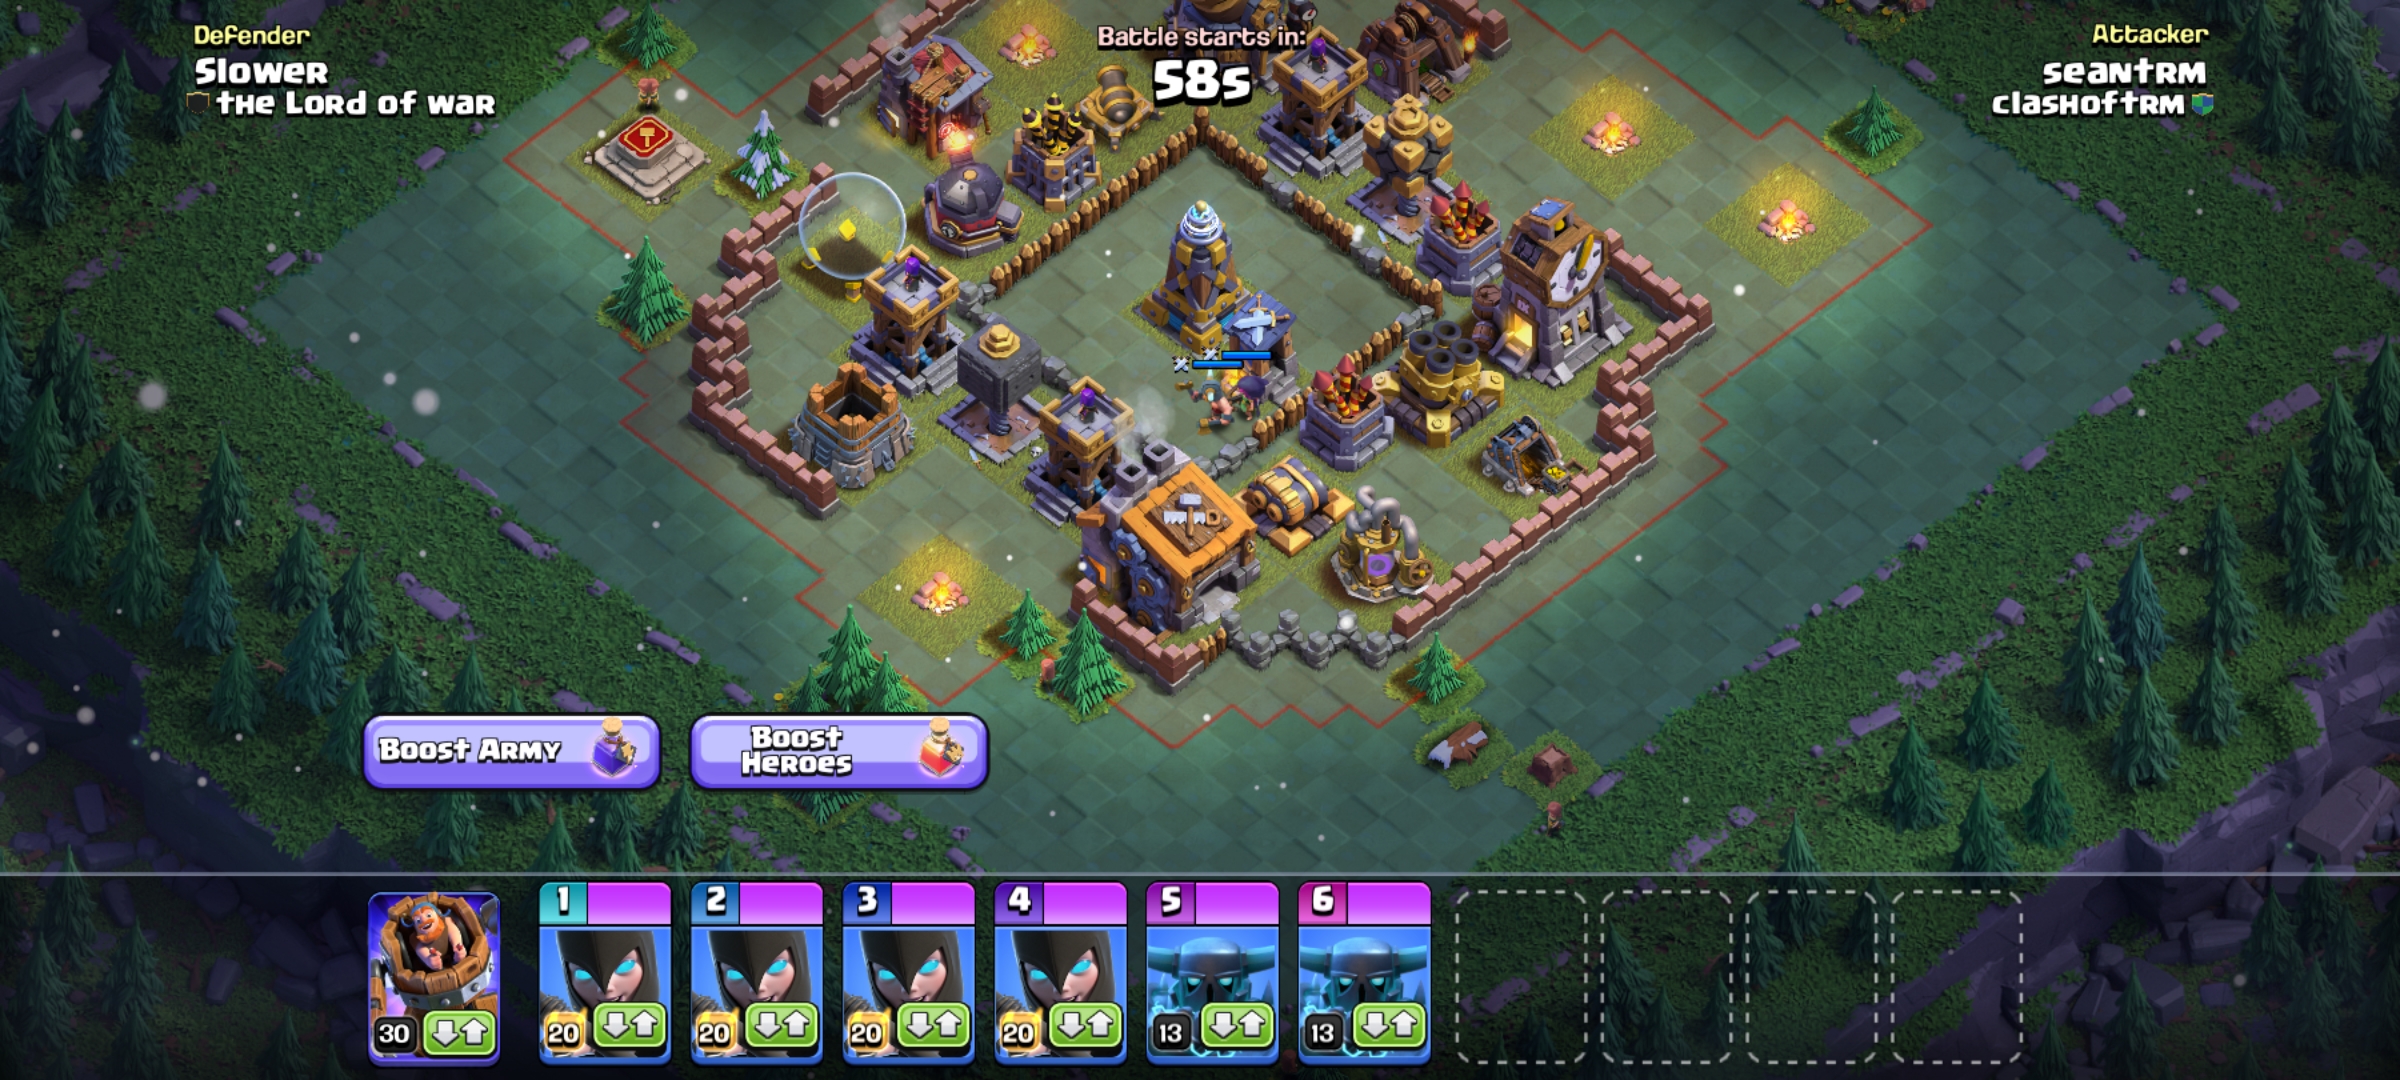 Defender
Slower
the Lord of war
Battle starts in:
58s
Attacker
seantRM
clashoftRM
Boost Army
Boost Heroes
1
2
3
4
5
6
30
20
20
20
20
13
13